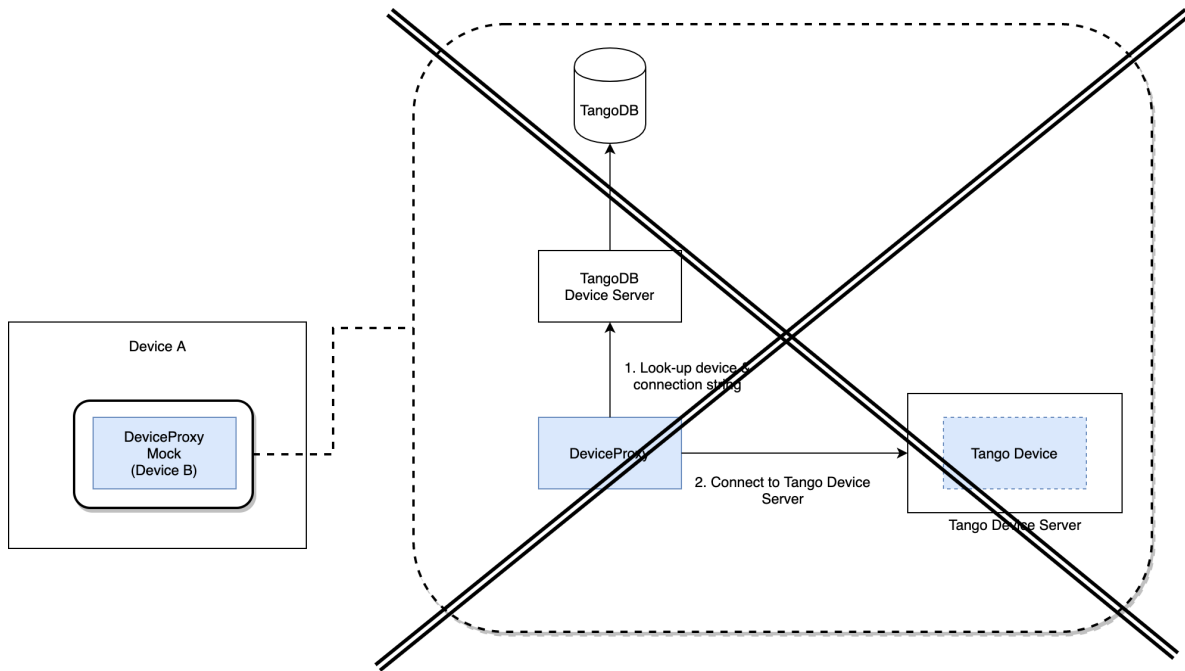 TangoDB
TangoDB
Device Server
Device A
1. Look-up device &
connection string
DeviceProxy
Mock
(Device B)
DeviceProxy
Tango Device
2. Connect to Tango Device
Server
Tango Device Server